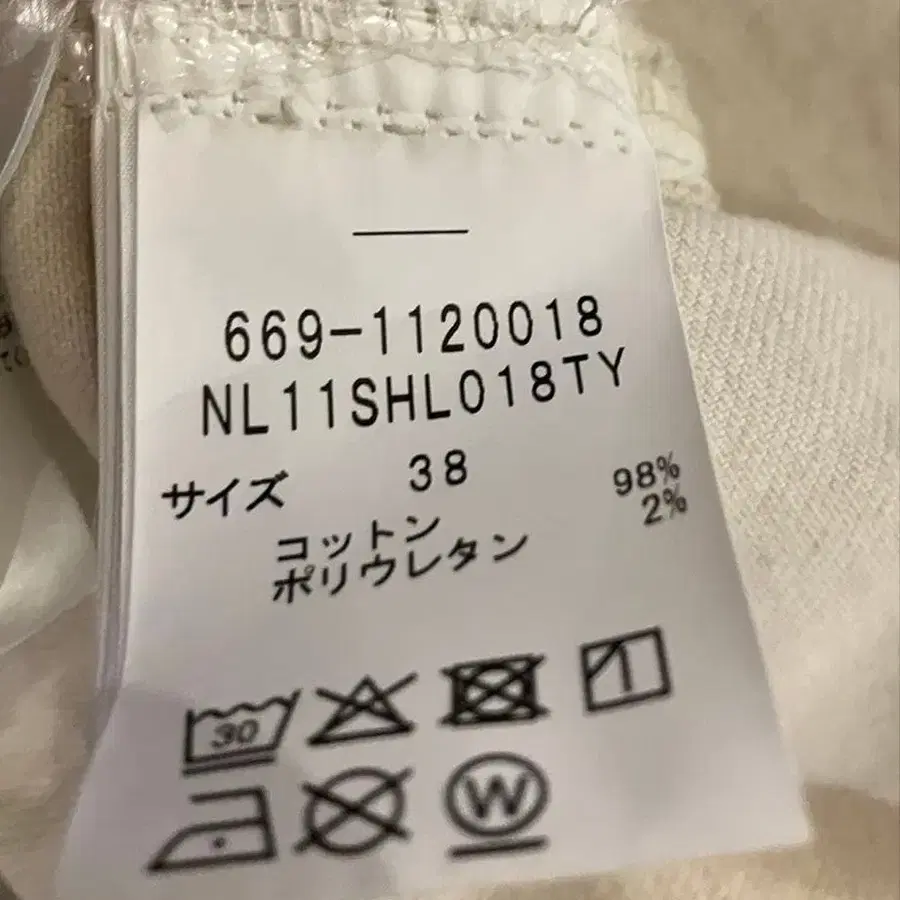 669-1120018
NL11SHL018TY
サイズ 38
コットン 98%
ポリウレタン 2%
30
W